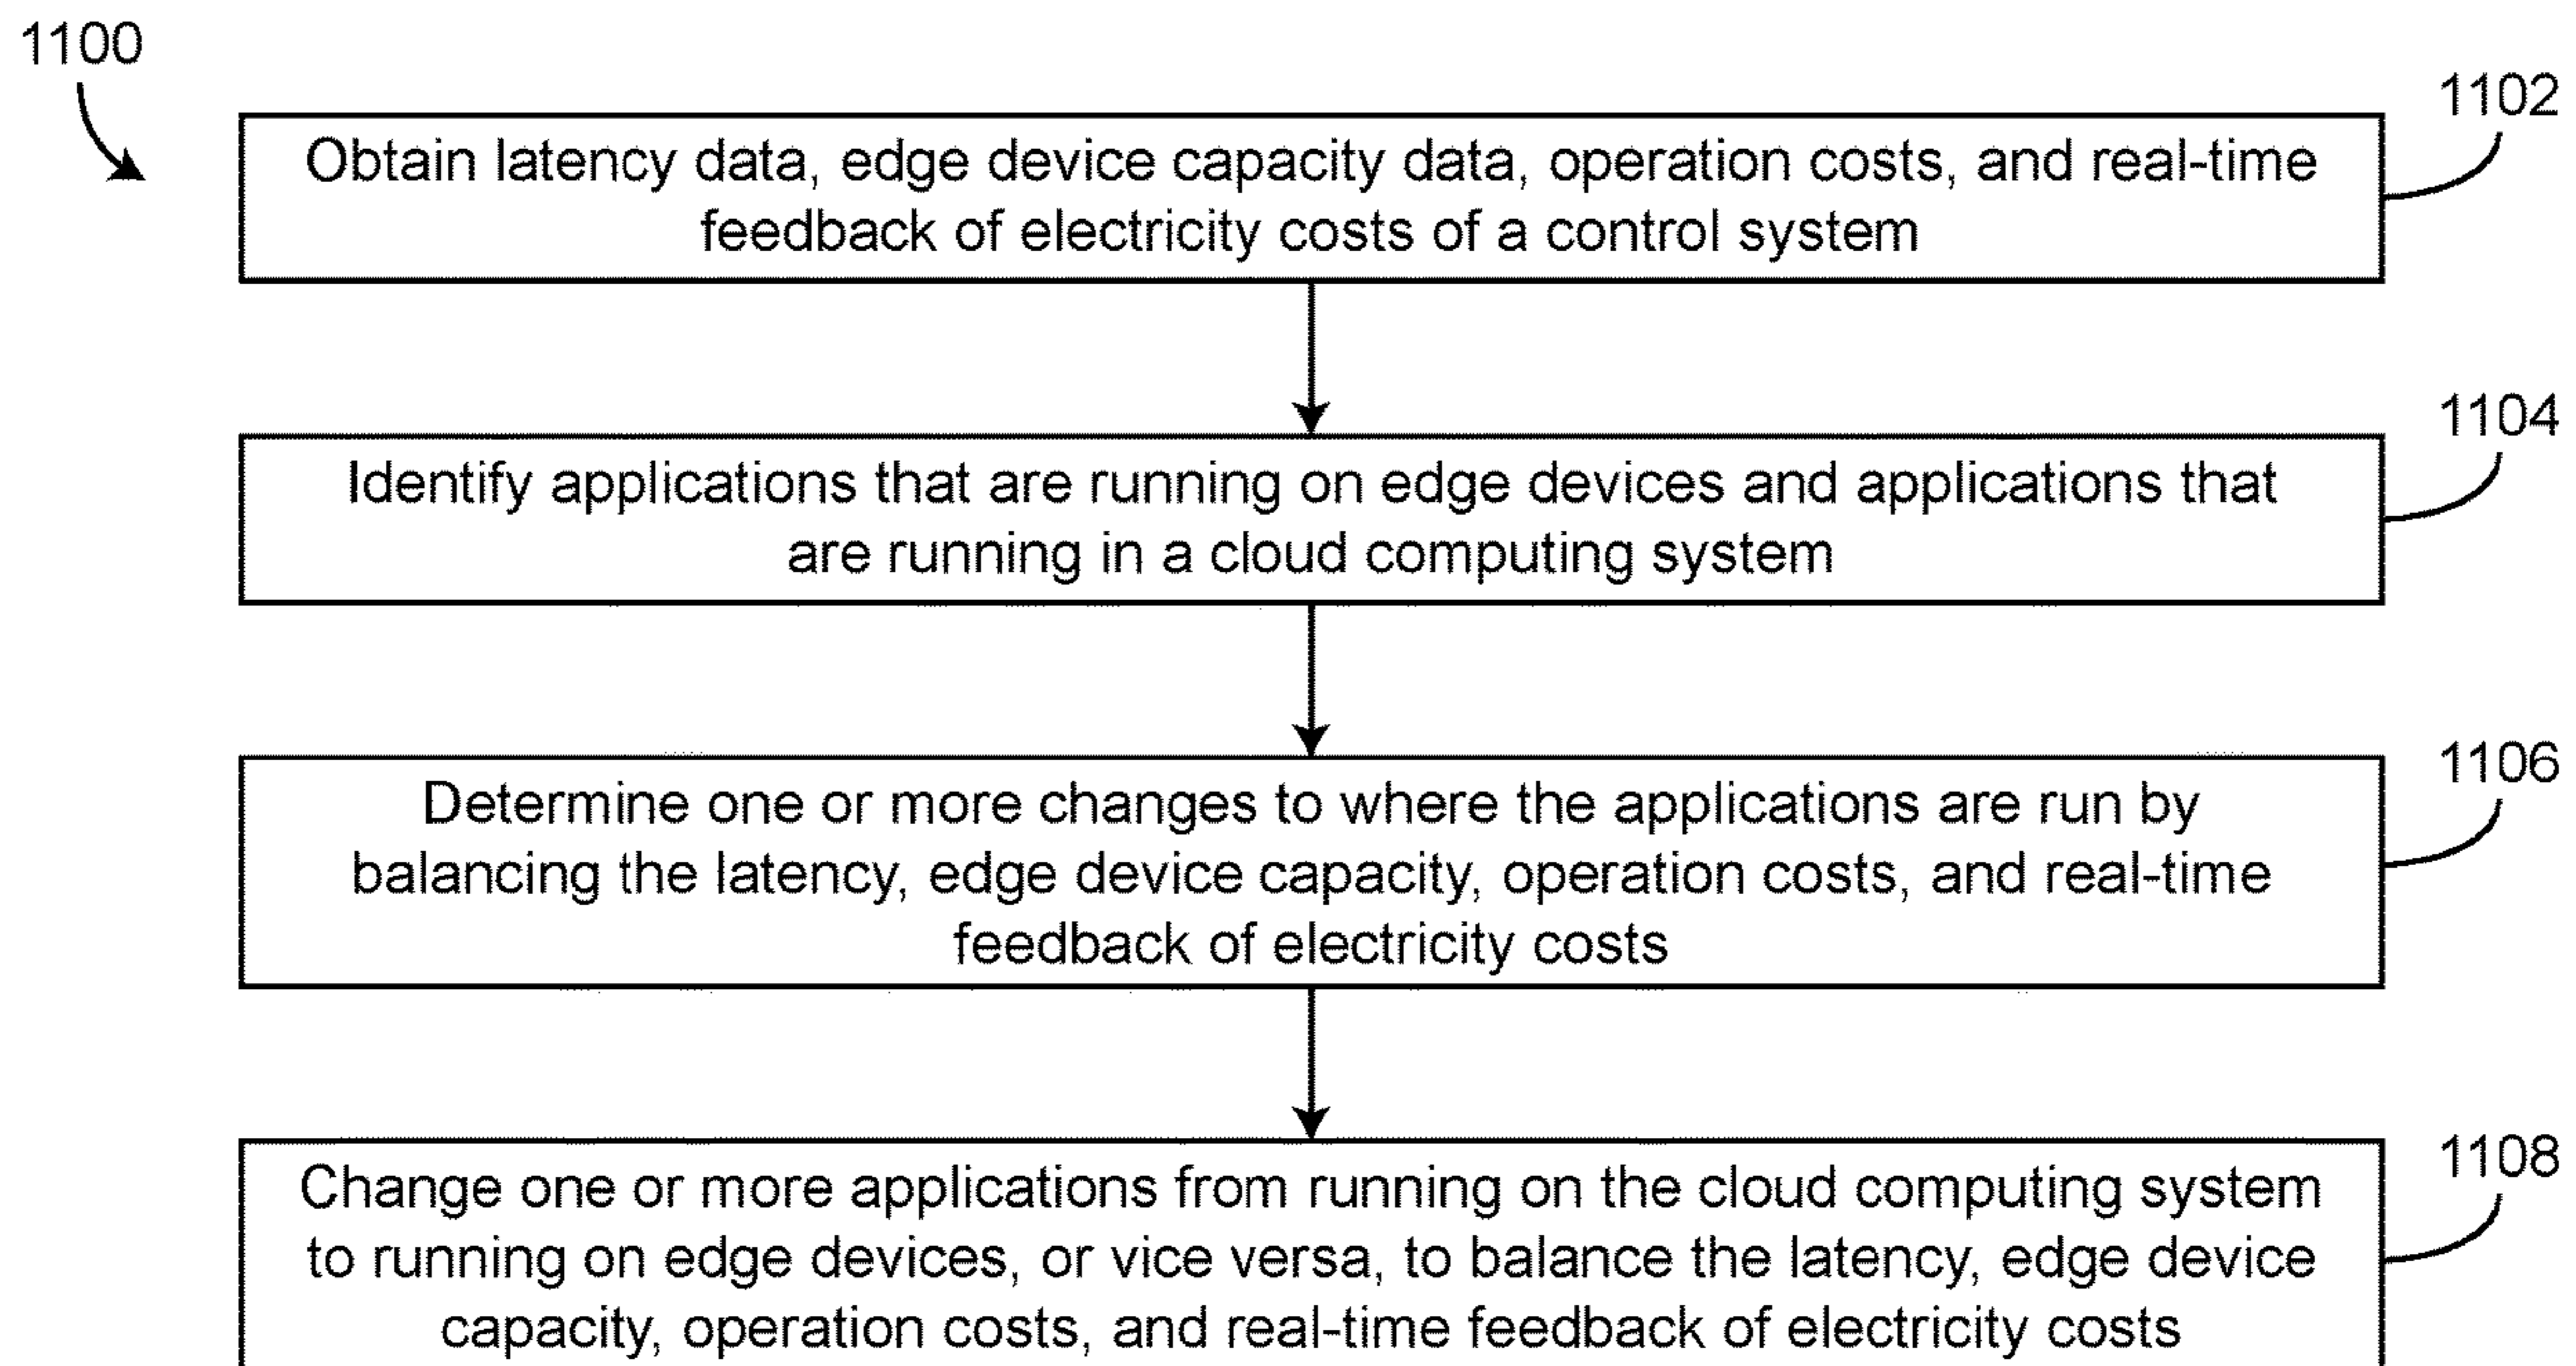 1100
1102
Obtain latency data, edge device capacity data, operation costs, and real-time
feedback of electricity costs of a control system
1104
Identify applications that are running on edge devices and applications that
are running in a cloud computing system
1106
Determine one or more changes to where the applications are run by
balancing the latency, edge device capacity, operation costs, and real-time
feedback of electricity costs
1108
Change one or more applications from running on the cloud computing system
to running on edge devices, or vice versa, to balance the latency, edge device
capacity, operation costs, and real-time feedback of electricity costs